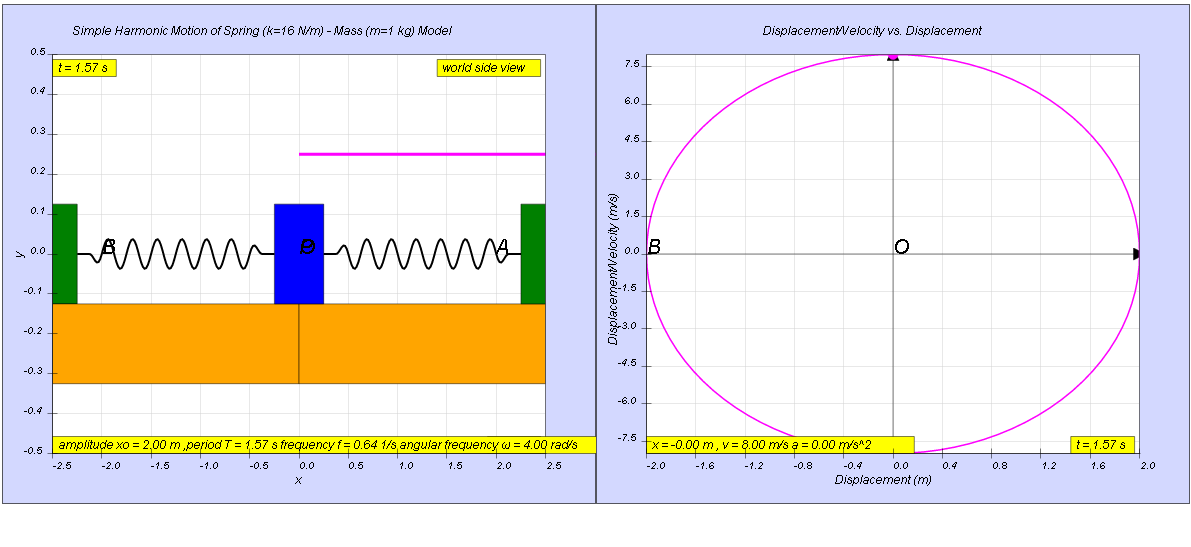 Simple Harmonic Motion of Spring (k=16 N/m) - Mass (m=1 kg) Model
t = 1.57 s
world side view
0.5
0.4
0.3
0.2
0.1
0.0
-0.1
-0.2
-0.3
-0.4
-0.5
y
B
O
A
amplitude xo = 2.00 m ,period T = 1.57 s frequency f = 0.64 1/s angular frequency ω = 4.00 rad/s
-2.5 -2.0 -1.5 -1.0 -0.5 0.0 0.5 1.0 1.5 2.0 2.5
x
Displacement/Velocity vs. Displacement
7.5
6.0
4.5
3.0
1.5
0.0
-1.5
-3.0
-4.5
-6.0
-7.5
Displacement/Velocity (m/s)
B
O
x = -0.00 m , v = 8.00 m/s a = 0.00 m/s^2
t = 1.57 s
-2.0 -1.6 -1.2 -0.8 -0.4 0.0 0.4 0.8 1.2 1.6 2.0
Displacement (m)